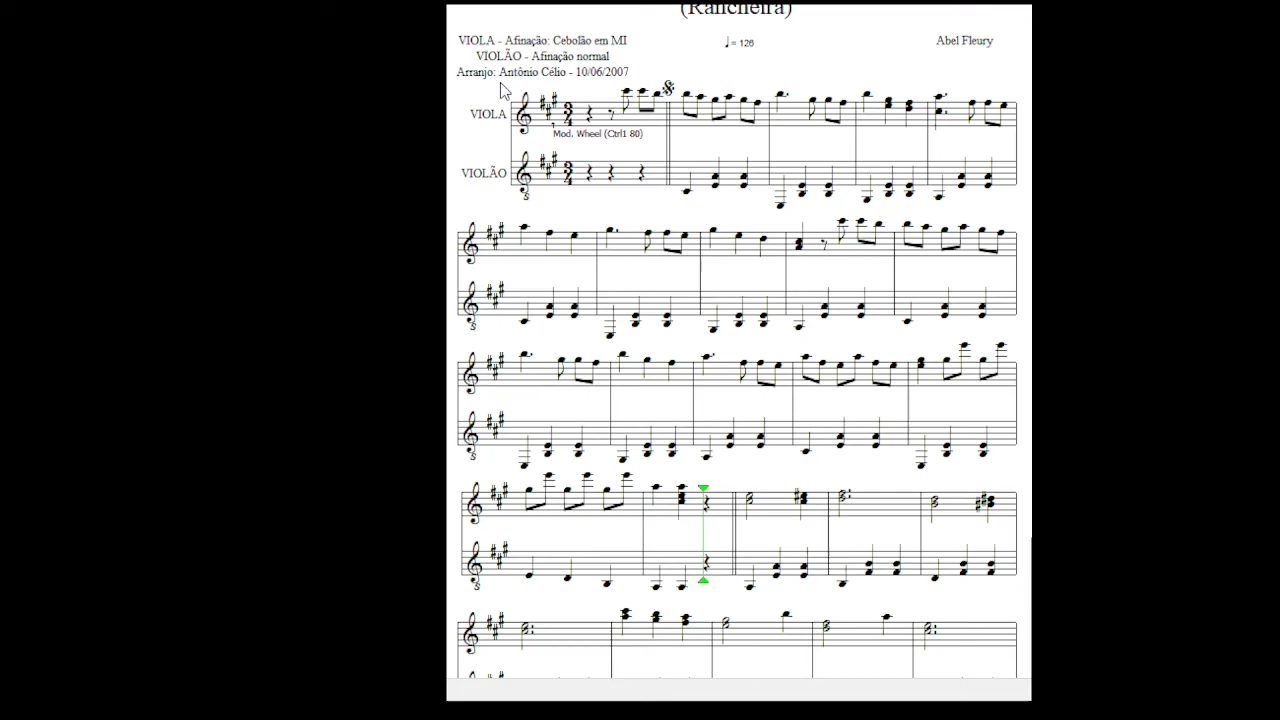 (Rancheira)
VIOLA - Afinação: Cebolão em MI
♩ = 126
Abel Fleury
VIOLÃO - Afinação normal
Arranjo: Antônio Célio - 10/06/2007
VIOLA
Mod. Wheel (Ctrl1 80)
VIOLÃO